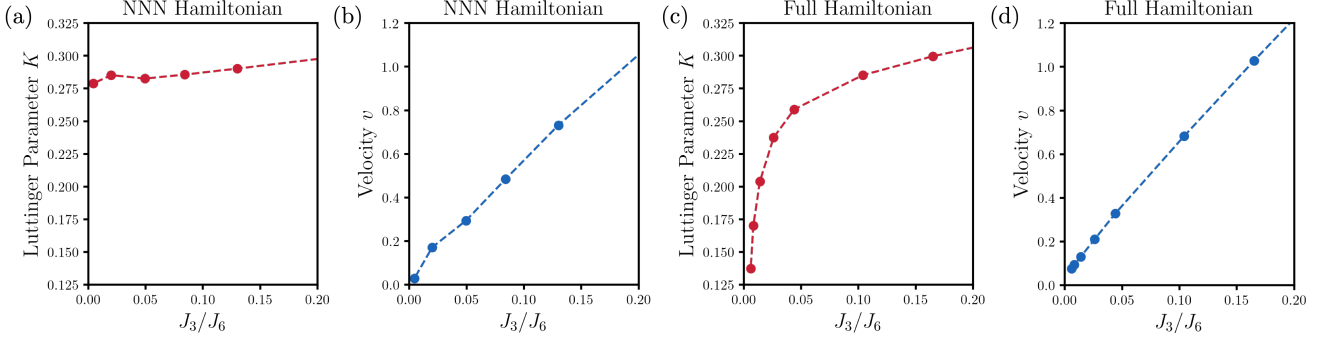 (a)
NNN Hamiltonian
0.325
0.300
0.275
0.250
0.225
0.200
0.175
0.150
0.125
Luttinger Parameter K
0.00 0.05 0.10 0.15 0.20
J3/J6
(b)
NNN Hamiltonian
1.2
1.0
0.8
0.6
0.4
0.2
0.0
Velocity v
0.00 0.05 0.10 0.15 0.20
J3/J6
(c)
Full Hamiltonian
0.325
0.300
0.275
0.250
0.225
0.200
0.175
0.150
0.125
Luttinger Parameter K
0.00 0.05 0.10 0.15 0.20
J3/J6
(d)
Full Hamiltonian
1.2
1.0
0.8
0.6
0.4
0.2
0.0
Velocity v
0.00 0.05 0.10 0.15 0.20
J3/J6